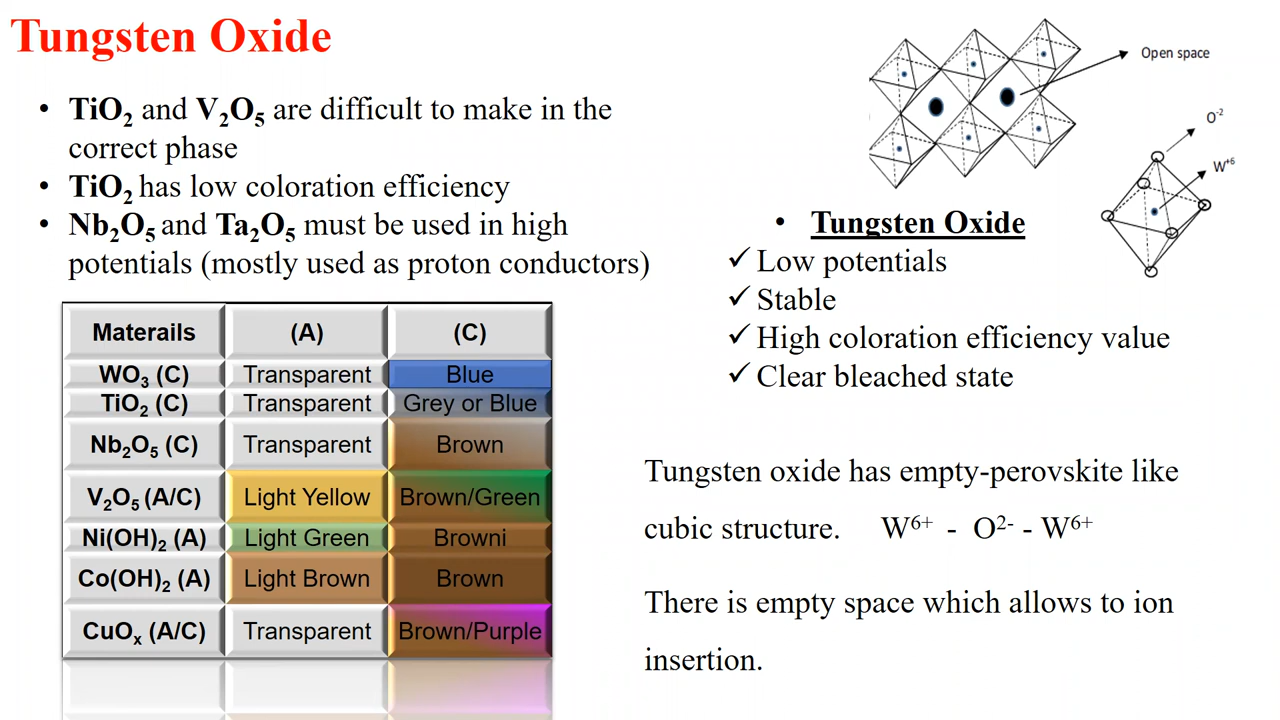 Tungsten Oxide
• TiO₂ and V₂O₅ are difficult to make in the
correct phase
• TiO₂ has low coloration efficiency
• Nb₂O₅ and Ta₂O₅ must be used in high
potentials (mostly used as proton conductors)
Materails (A) (C)
WO₃ (C) Transparent Blue
TiO₂ (C) Transparent Grey or Blue
Nb₂O₅ (C) Transparent Brown
V₂O₅ (A/C) Light Yellow Brown/Green
Ni(OH)₂ (A) Light Green Browni
Co(OH)₂ (A) Light Brown Brown
CuOₓ (A/C) Transparent Brown/Purple
Open space
O⁻²
W⁺⁶
• Tungsten Oxide
✓ Low potentials
✓ Stable
✓ High coloration efficiency value
✓ Clear bleached state
Tungsten oxide has empty-perovskite like
cubic structure. W⁶⁺ - O²⁻ - W⁶⁺
There is empty space which allows to ion
insertion.